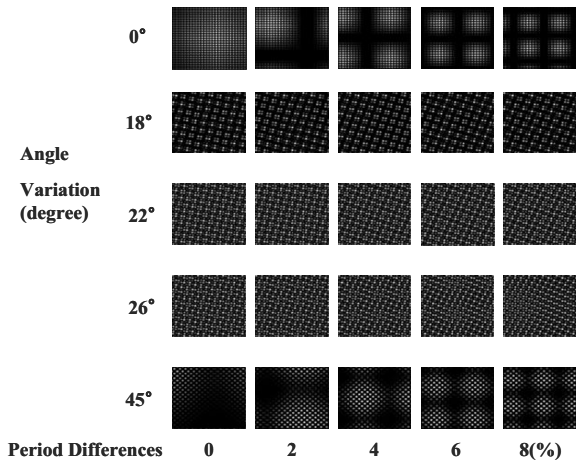 0°
18°
Angle
Variation
(degree)
22°
26°
45°
Period Differences 0 2 4 6 8(%)